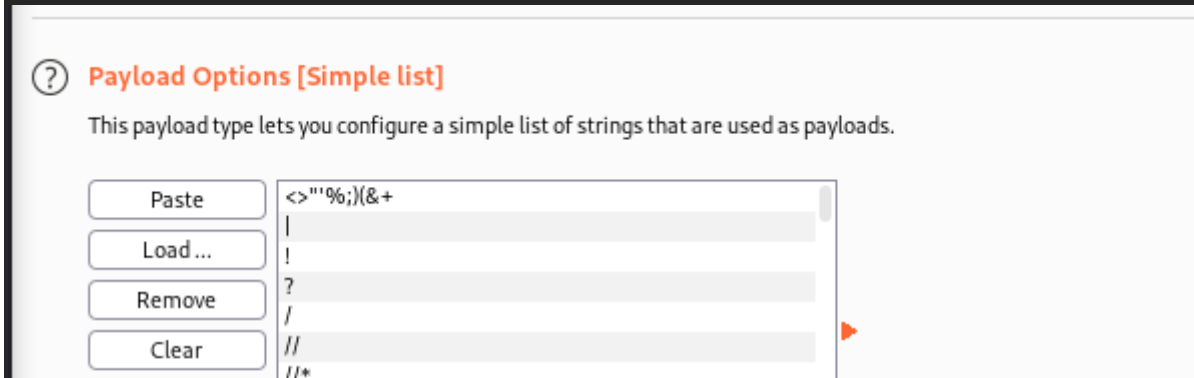 Payload Options [Simple list]
This payload type lets you configure a simple list of strings that are used as payloads.
Paste
Load ...
Remove
Clear
<>"'%;)(&+
|
!
?
/
//
//*